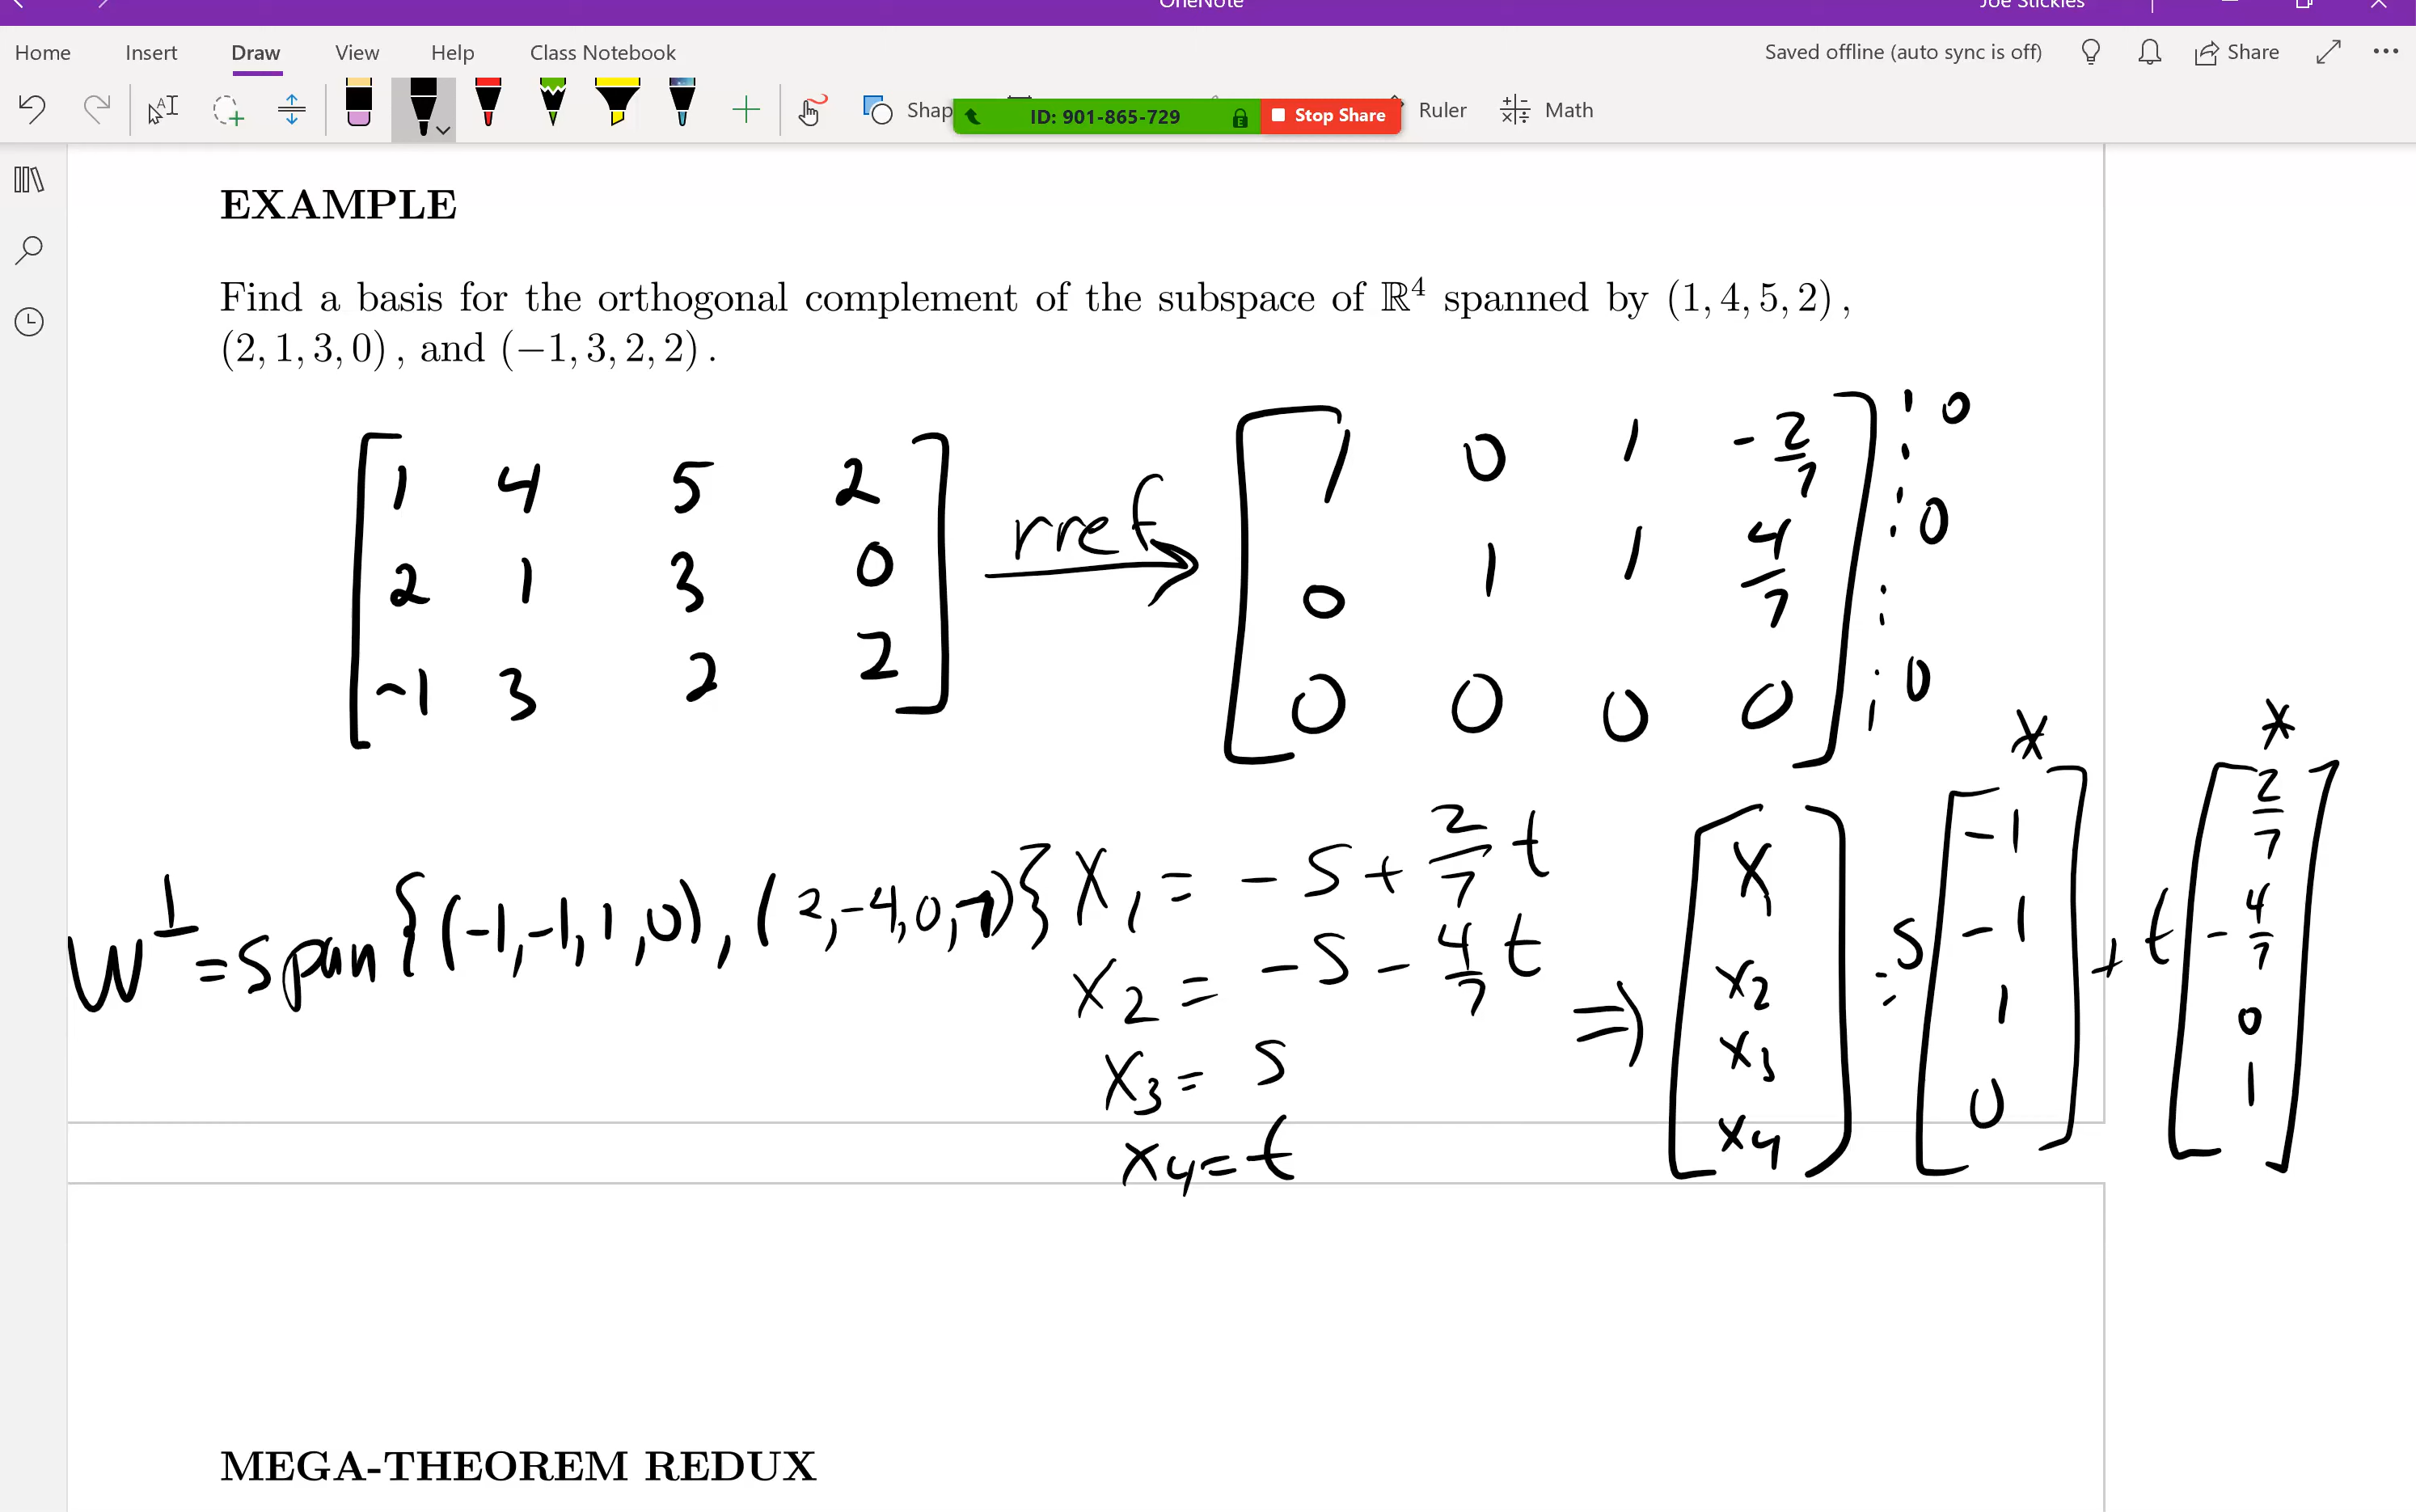 OneNote
Joe Stickles
Home Insert Draw View Help Class Notebook
Saved offline (auto sync is off) Share
Shap ID: 901-865-729 Stop Share Ruler Math
EXAMPLE
Find a basis for the orthogonal complement of the subspace of ℝ⁴ spanned by (1, 4, 5, 2),
(2, 1, 3, 0), and (−1, 3, 2, 2).
[1 4 5 2; 2 1 3 0; -1 3 2 2] rref→ [1 0 1 -2/7 ¦ 0; 0 1 1 4/7 ¦ 0; 0 0 0 0 ¦ 0]
* *
W⊥ = span{(-1,-1,1,0), (2,-4,0,7)}
x₁ = -s + 2/7 t
x₂ = -s - 4/7 t
x₃ = s
x₄ = t
⇒ [x₁; x₂; x₃; x₄] = s[-1; -1; 1; 0] + t[2/7; -4/7; 0; 1]
MEGA-THEOREM REDUX